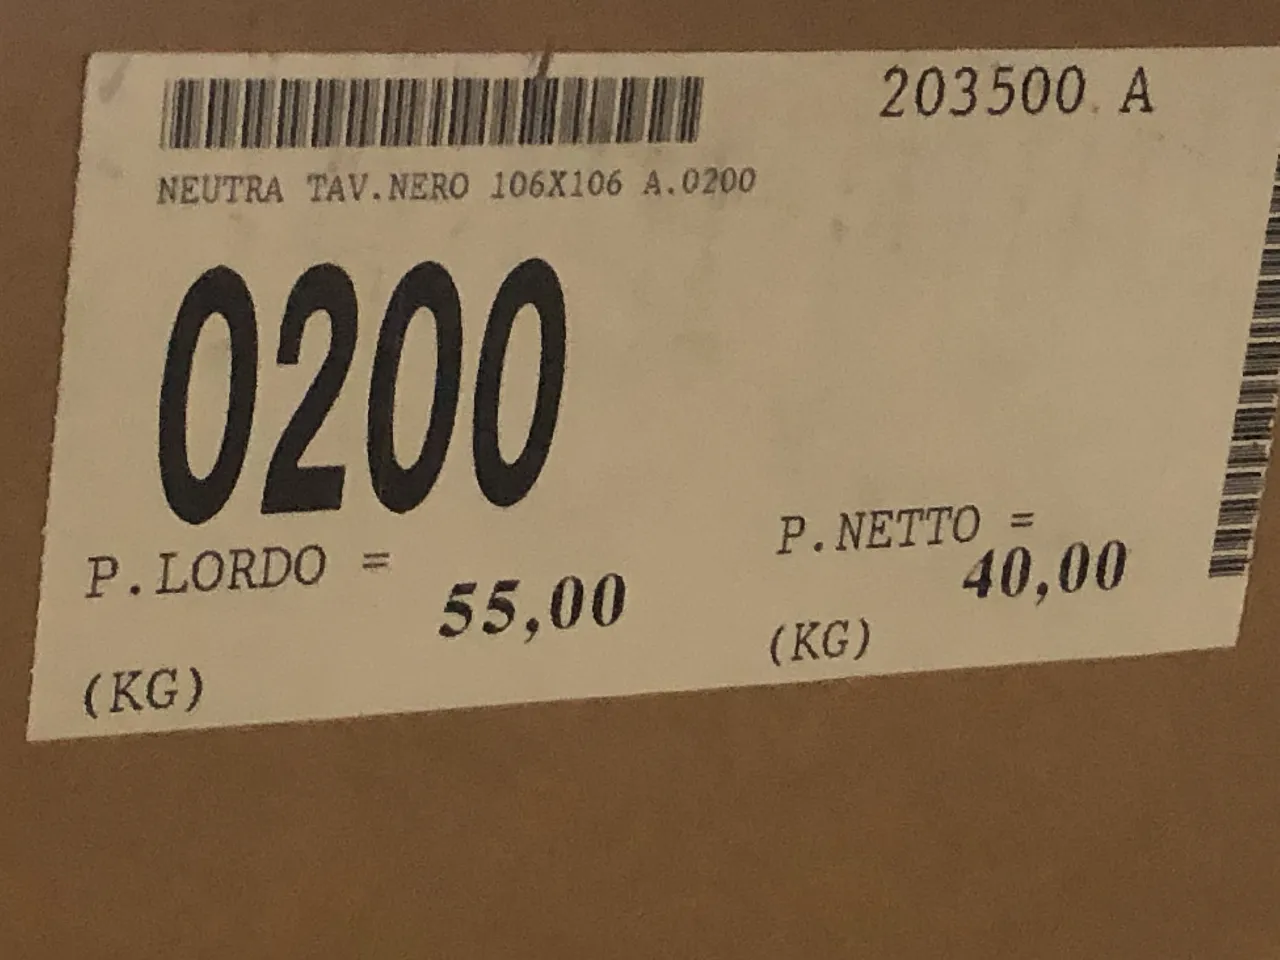 203500 A
NEUTRA TAV.NERO 106X106 A.0200
0200
P.LORDO = 55,00
(KG)
P.NETTO = 40,00
(KG)